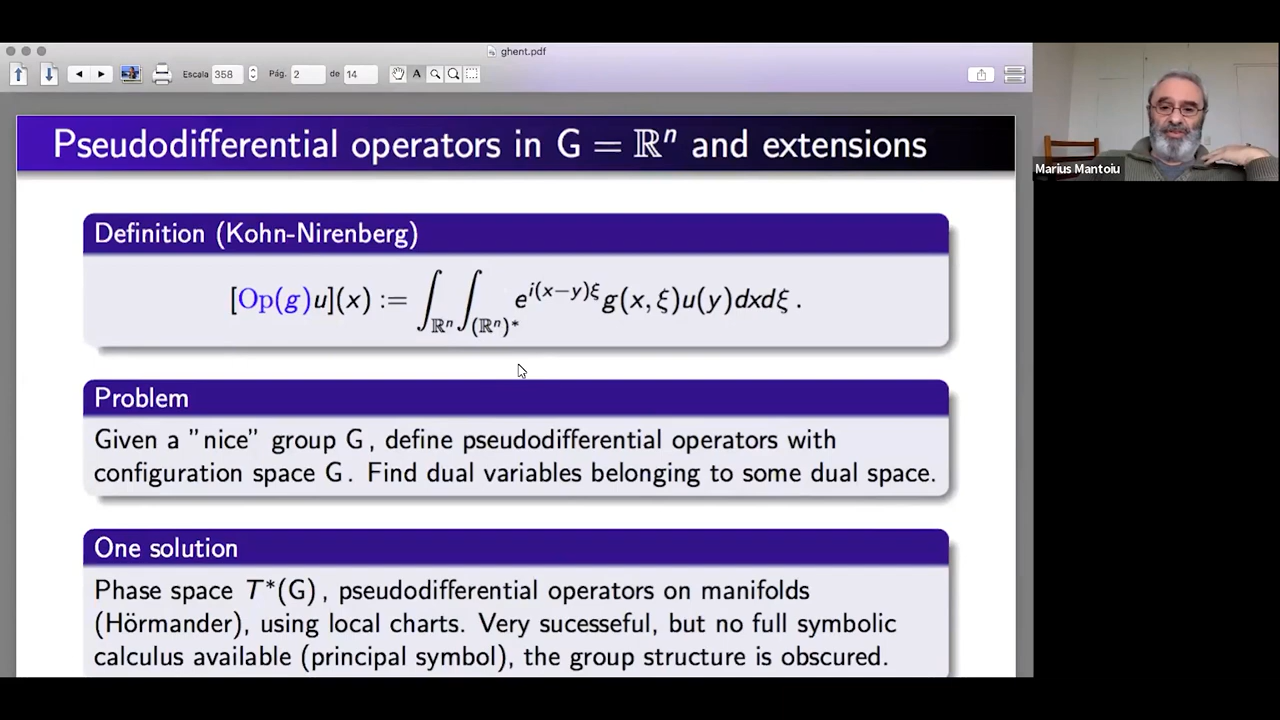 ghent.pdf
Escala 358 Pág. 2 de 14
Pseudodifferential operators in G = ℝⁿ and extensions
Marius Mantoiu
Definition (Kohn-Nirenberg)
[Op(g)u](x) := ∫_{ℝⁿ} ∫_{(ℝⁿ)*} e^{i(x−y)ξ} g(x, ξ)u(y)dxdξ .
Problem
Given a ”nice” group G , define pseudodifferential operators with
configuration space G . Find dual variables belonging to some dual space.
One solution
Phase space T*(G) , pseudodifferential operators on manifolds
(Hörmander), using local charts. Very sucesseful, but no full symbolic
calculus available (principal symbol), the group structure is obscured.